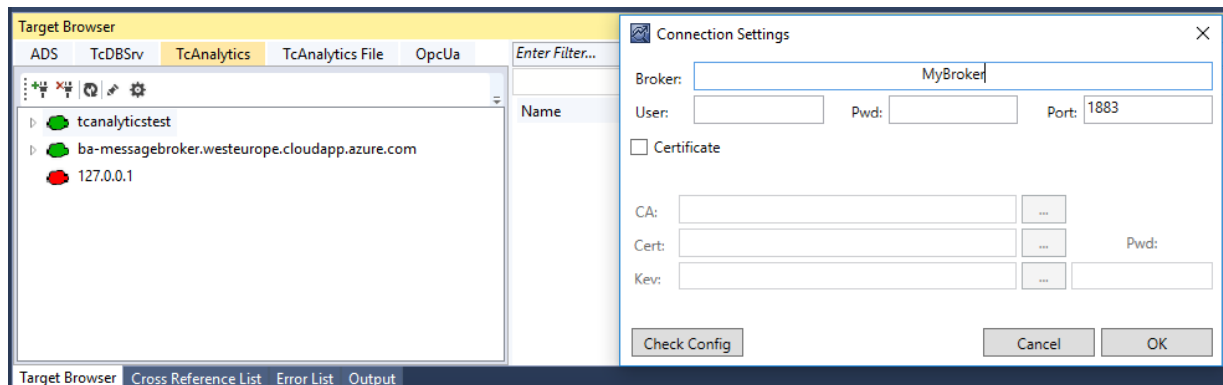 Target Browser
ADS TcDBSrv TcAnalytics TcAnalytics File OpcUa
tcanalyticstest
ba-messagebroker.westeurope.cloudapp.azure.com
127.0.0.1
Enter Filter...
Name
Connection Settings
Broker: MyBroker
User: Pwd: Port: 1883
Certificate
CA: ...
Cert: ... Pwd:
Key: ...
Check Config Cancel OK
Target Browser Cross Reference List Error List Output